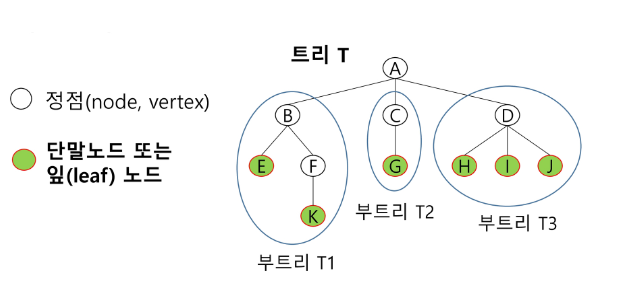 트리 T
정점(node, vertex)
단말노드 또는
잎(leaf) 노드
A
B
C
D
E
F
G
H
I
J
K
부트리 T1
부트리 T2
부트리 T3